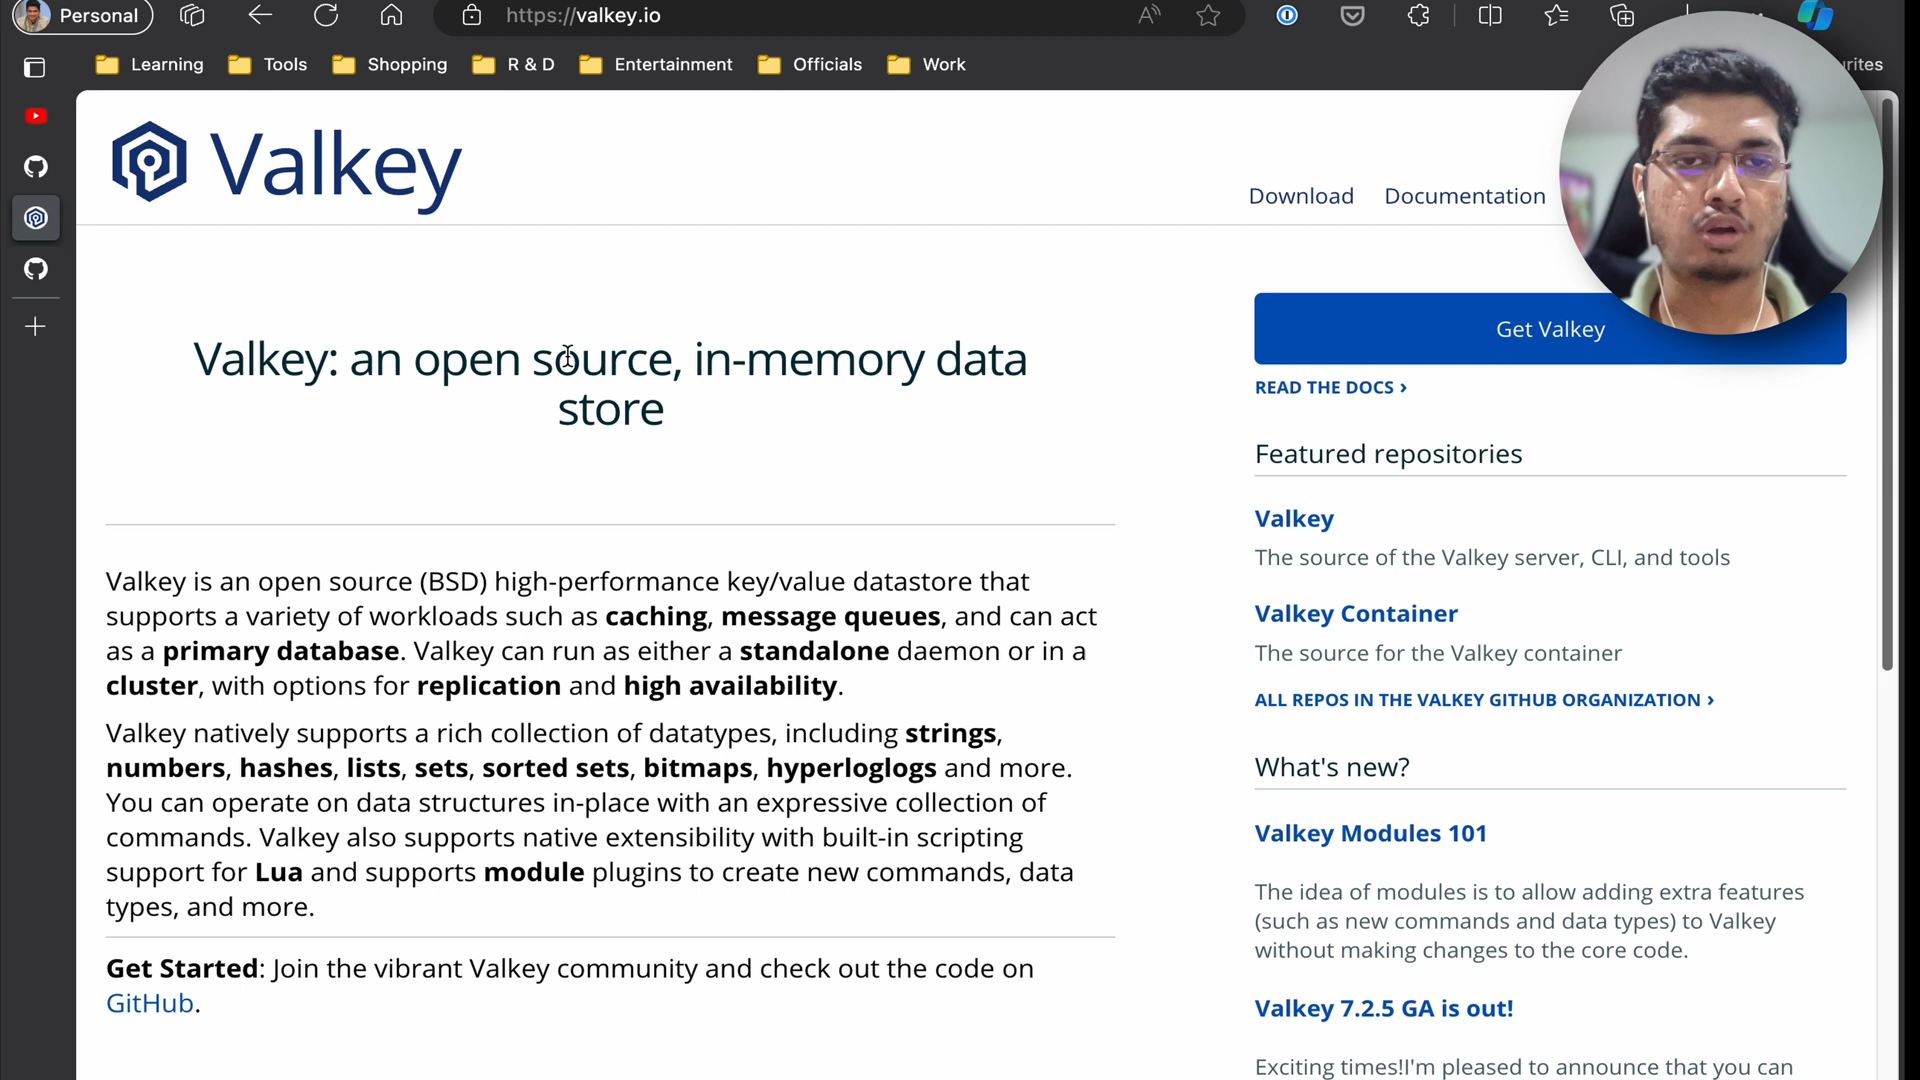 Personal
https://valkey.io
Learning
Tools
Shopping
R & D
Entertainment
Officials
Work
rites
Valkey
Download
Documentation
Valkey: an open source, in-memory data
store
Valkey is an open source (BSD) high-performance key/value datastore that
supports a variety of workloads such as caching, message queues, and can act
as a primary database. Valkey can run as either a standalone daemon or in a
cluster, with options for replication and high availability.
Valkey natively supports a rich collection of datatypes, including strings,
numbers, hashes, lists, sets, sorted sets, bitmaps, hyperloglogs and more.
You can operate on data structures in-place with an expressive collection of
commands. Valkey also supports native extensibility with built-in scripting
support for Lua and supports module plugins to create new commands, data
types, and more.
Get Started: Join the vibrant Valkey community and check out the code on
GitHub.
Get Valkey
READ THE DOCS ›
Featured repositories
Valkey
The source of the Valkey server, CLI, and tools
Valkey Container
The source for the Valkey container
ALL REPOS IN THE VALKEY GITHUB ORGANIZATION ›
What's new?
Valkey Modules 101
The idea of modules is to allow adding extra features
(such as new commands and data types) to Valkey
without making changes to the core code.
Valkey 7.2.5 GA is out!
Exciting times!I'm pleased to announce that you can